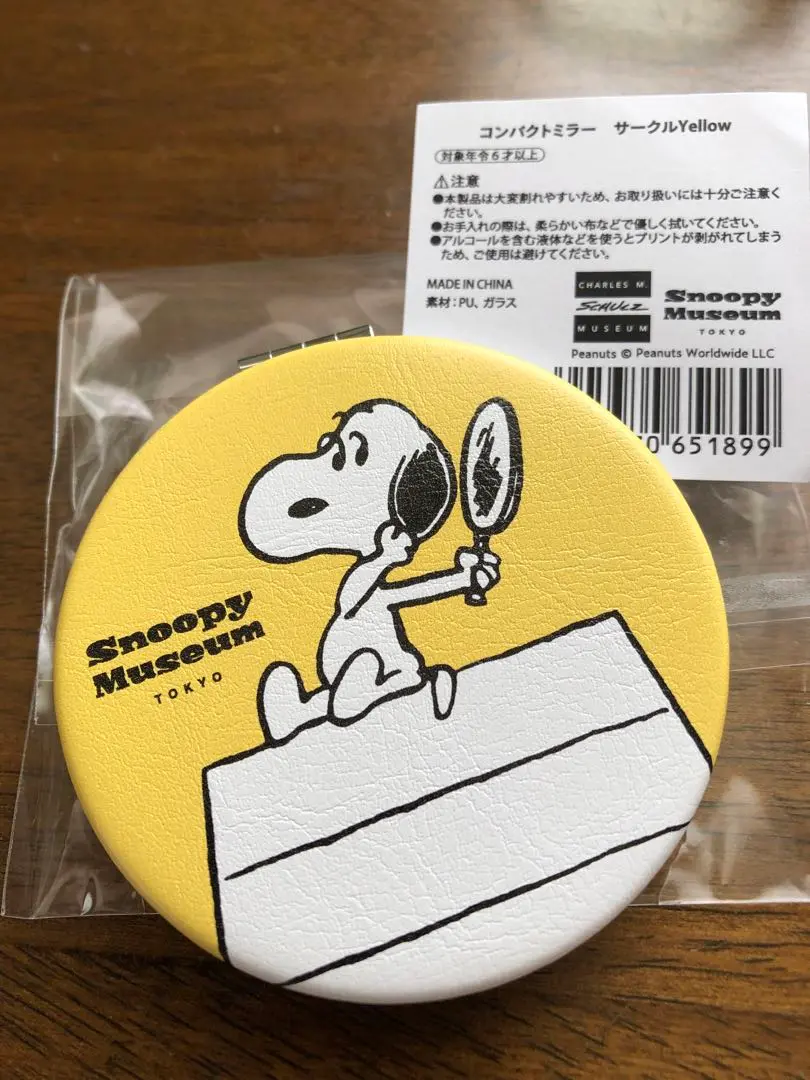 コンパクトミラー サークルYellow
対象年令6才以上
⚠注意
●本製品は大変割れやすいため、お取り扱いには十分ご注意く
ださい。
●お手入れの際は、柔らかい布などで優しく拭いてください。
●アルコールを含む液体などを使うとプリントが剥がれてしまう
ため、ご使用は避けてください。
MADE IN CHINA
素材:PU、ガラス
CHARLES M.
SCHULZ
MUSEUM
Snoopy
Museum
TOKYO
Peanuts © Peanuts Worldwide LLC
0 651899
Snoopy
Museum
TOKYO